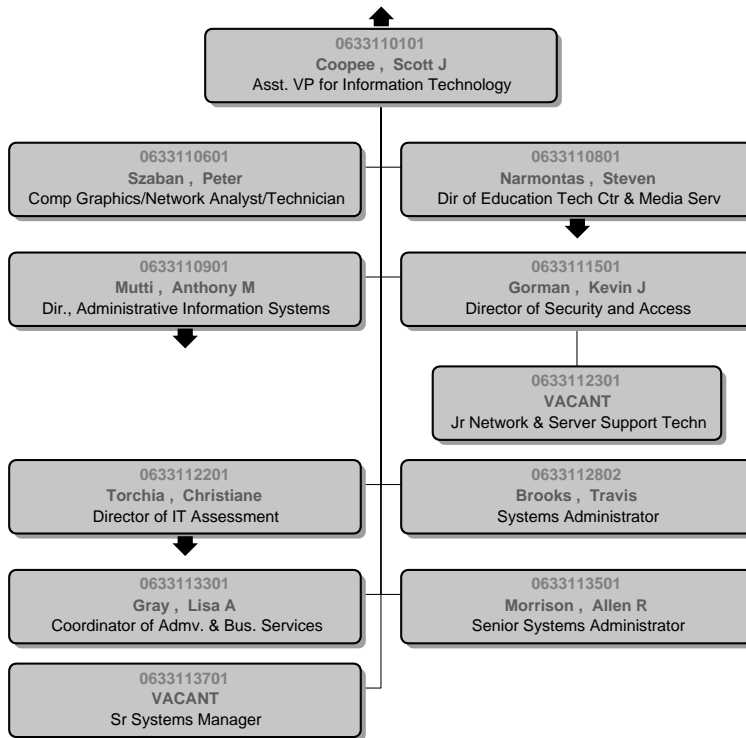 0633110101
Coopee , Scott J
Asst. VP for Information Technology
0633110601
Szaban , Peter
Comp Graphics/Network Analyst/Technician
0633110801
Narmontas , Steven
Dir of Education Tech Ctr & Media Serv
0633110901
Mutti , Anthony M
Dir., Administrative Information Systems
0633111501
Gorman , Kevin J
Director of Security and Access
0633112301
VACANT
Jr Network & Server Support Techn
0633112201
Torchia , Christiane
Director of IT Assessment
0633112802
Brooks , Travis
Systems Administrator
0633113301
Gray , Lisa A
Coordinator of Admv. & Bus. Services
0633113501
Morrison , Allen R
Senior Systems Administrator
0633113701
VACANT
Sr Systems Manager